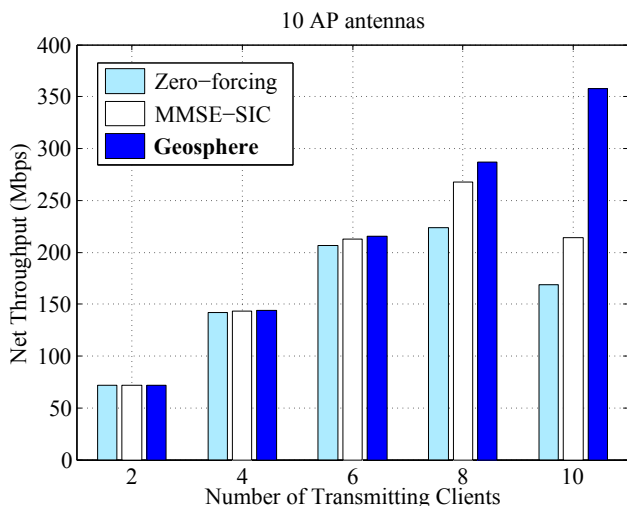 10 AP antennas
Net Throughput (Mbps)
400
350
300
250
200
150
100
50
0
Zero−forcing
MMSE−SIC
Geosphere
2 4 6 8 10
Number of Transmitting Clients